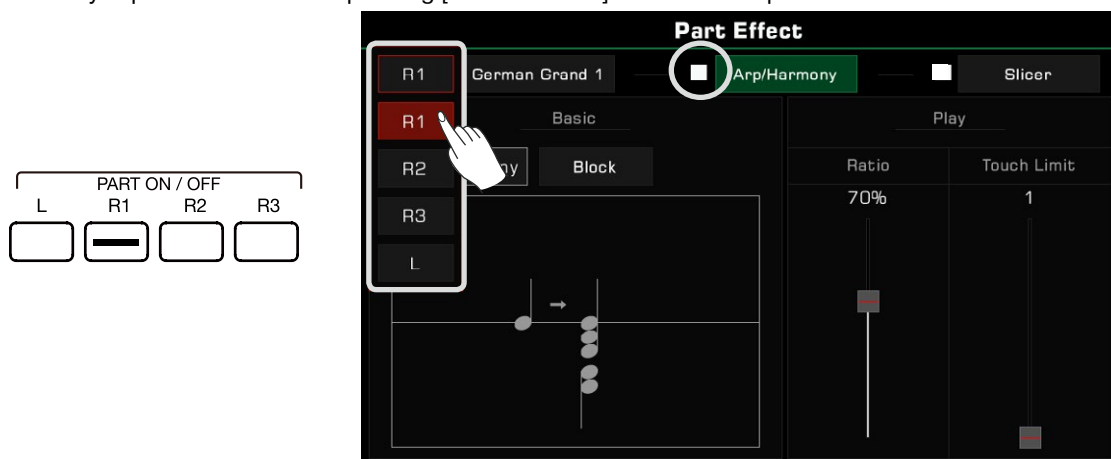 Part Effect
R1
German Grand 1
Arp/Harmony
Slicer
R1
R2
R3
L
Basic
Block
Play
Ratio
Touch Limit
70%
1
PART ON / OFF
L R1 R2 R3